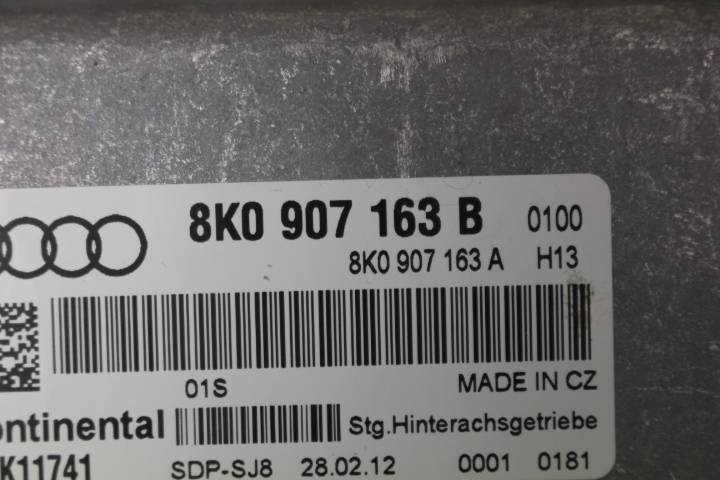 8K0 907 163 B 0100
8K0 907 163 A H13
01S MADE IN CZ
ontinental Stg.Hinterachsgetriebe
K11741 SDP-SJ8 28.02.12 0001 0181